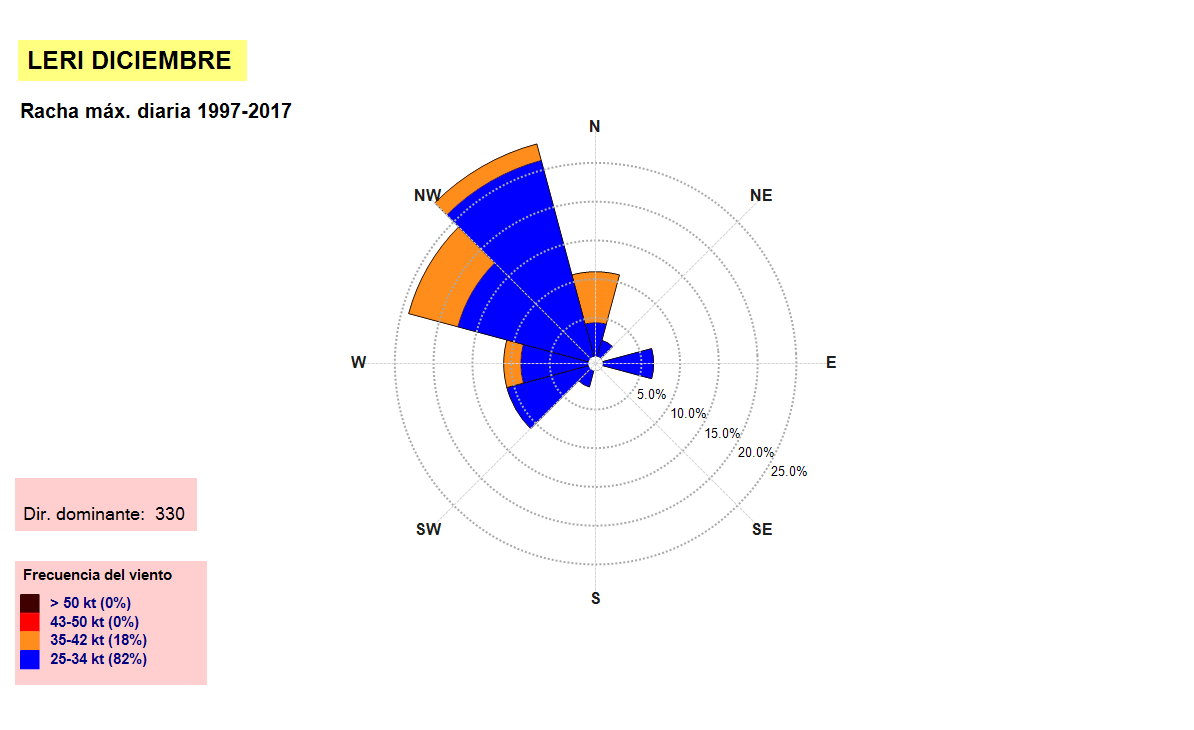 LERI DICIEMBRE
Racha máx. diaria 1997-2017
N
NW
NE
W
E
5.0%
10.0%
15.0%
20.0%
25.0%
SW
SE
S
Dir. dominante: 330
Frecuencia del viento
> 50 kt (0%)
43-50 kt (0%)
35-42 kt (18%)
25-34 kt (82%)